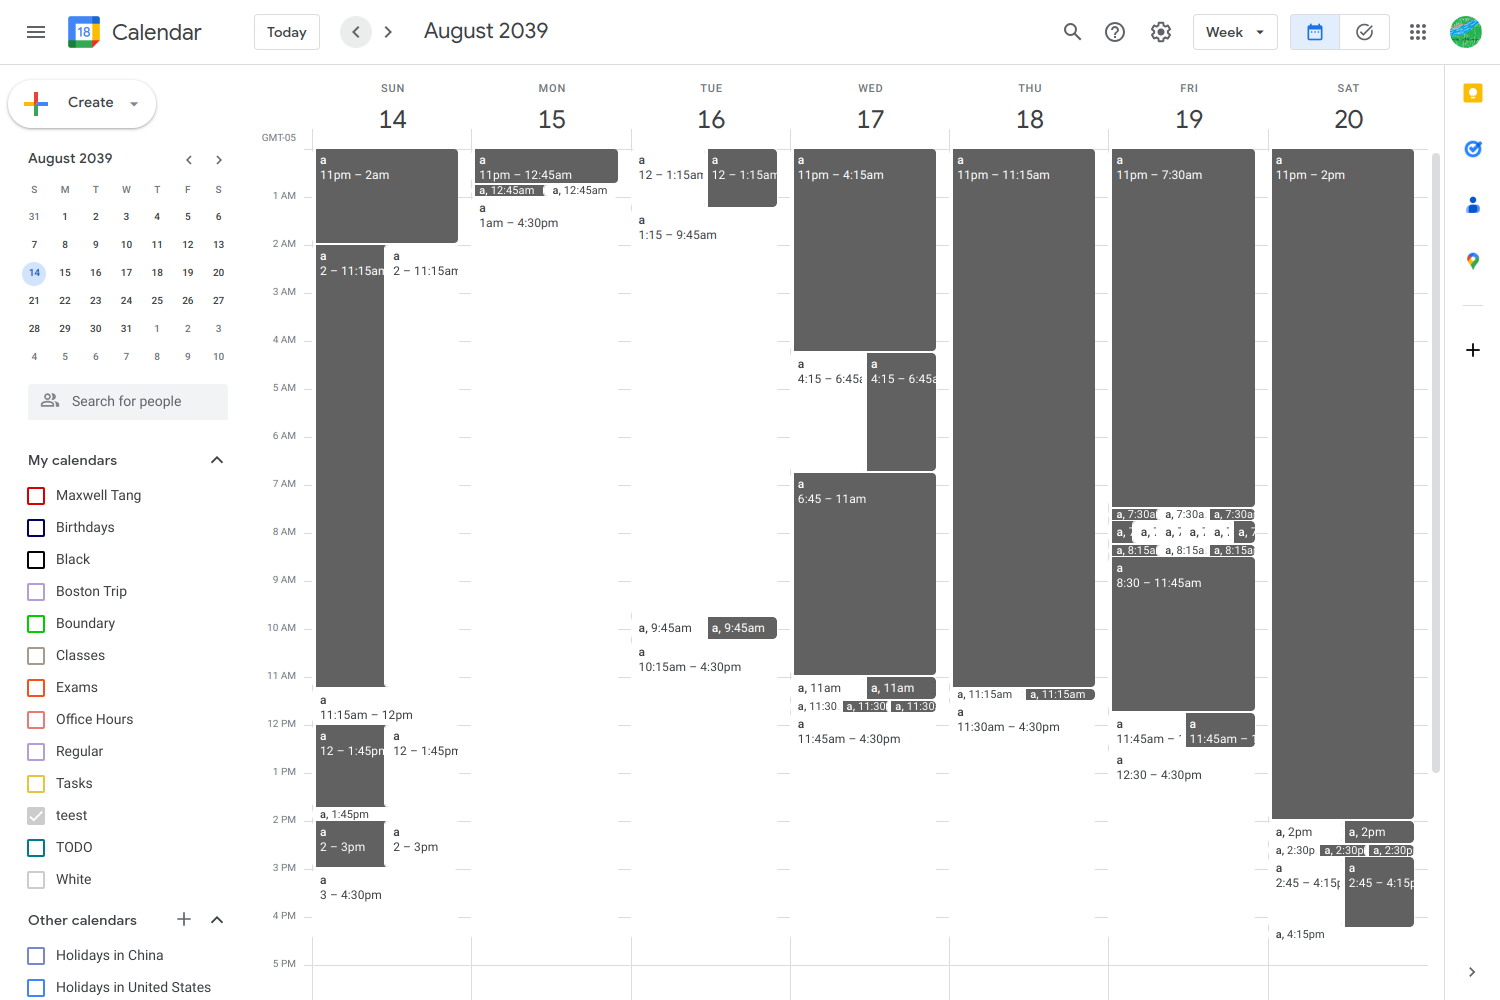 18 Calendar
Today
August 2039
Week
Create
August 2039
S M T W T F S
31 1 2 3 4 5 6
7 8 9 10 11 12 13
14 15 16 17 18 19 20
21 22 23 24 25 26 27
28 29 30 31 1 2 3
4 5 6 7 8 9 10
Search for people
My calendars
Maxwell Tang
Birthdays
Black
Boston Trip
Boundary
Classes
Exams
Office Hours
Regular
Tasks
teest
TODO
White
Other calendars
Holidays in China
Holidays in United States
SUN MON TUE WED THU FRI SAT
14 15 16 17 18 19 20
GMT-05
1 AM
2 AM
3 AM
4 AM
5 AM
6 AM
7 AM
8 AM
9 AM
10 AM
11 AM
12 PM
1 PM
2 PM
3 PM
4 PM
5 PM
a
11pm – 2am
a
2 – 11:15am
a
2 – 11:15am
a
11:15am – 12pm
a
12 – 1:45pm
a
12 – 1:45pm
a, 1:45pm
a
2 – 3pm
a
2 – 3pm
a
3 – 4:30pm
a
11pm – 12:45am
a, 12:45am
a, 12:45am
a
1am – 4:30pm
a
12 – 1:15am
a
12 – 1:15am
a
1:15 – 9:45am
a, 9:45am
a, 9:45am
a
10:15am – 4:30pm
a
11pm – 4:15am
a
4:15 – 6:45a
a
4:15 – 6:45a
a
6:45 – 11am
a, 11am
a, 11am
a, 11:30
a, 11:30
a, 11:30
a
11:45am – 4:30pm
a
11pm – 11:15am
a, 11:15am
a, 11:15am
a
11:30am – 4:30pm
a
11pm – 7:30am
a, 7:30a
a, 7:30a
a, 7:30a
a, 7
a,
a,
a,
a,
a, 7
a, 8:15a
a, 8:15a
a, 8:15a
a
8:30 – 11:45am
a
11:45am –
a
11:45am – 1
a
12:30 – 4:30pm
a
11pm – 2pm
a, 2pm
a, 2pm
a, 2:30p
a, 2:30p
a, 2:30p
a
2:45 – 4:15p
a
2:45 – 4:15p
a, 4:15pm